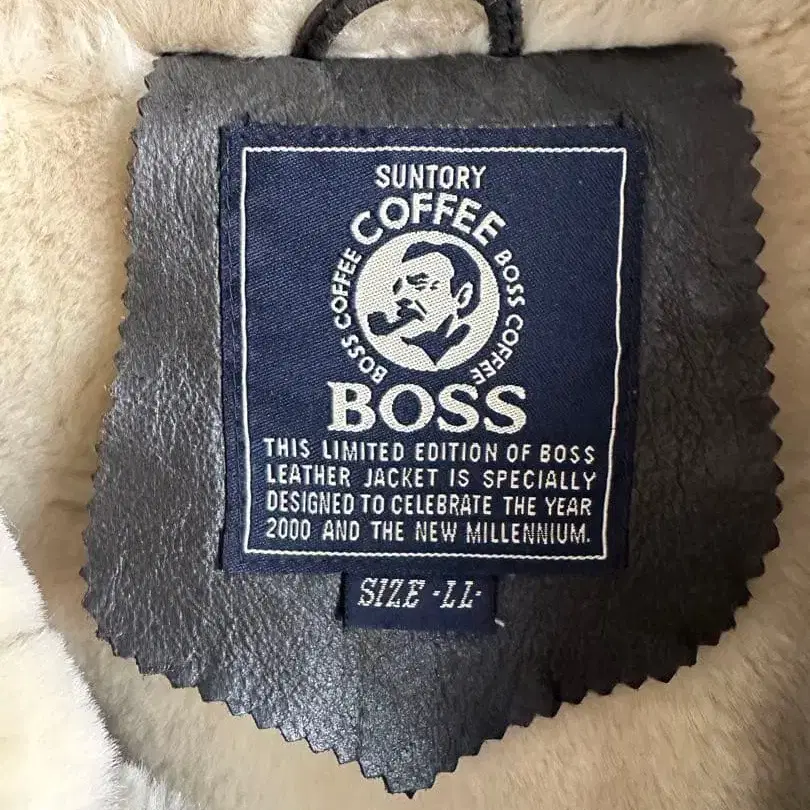 SUNTORY
COFFEE
BOSS COFFEE
BOSS COFFEE
BOSS
THIS LIMITED EDITION OF BOSS
LEATHER JACKET IS SPECIALLY
DESIGNED TO CELEBRATE THE YEAR
2000 AND THE NEW MILLENNIUM.
SIZE ·LL·